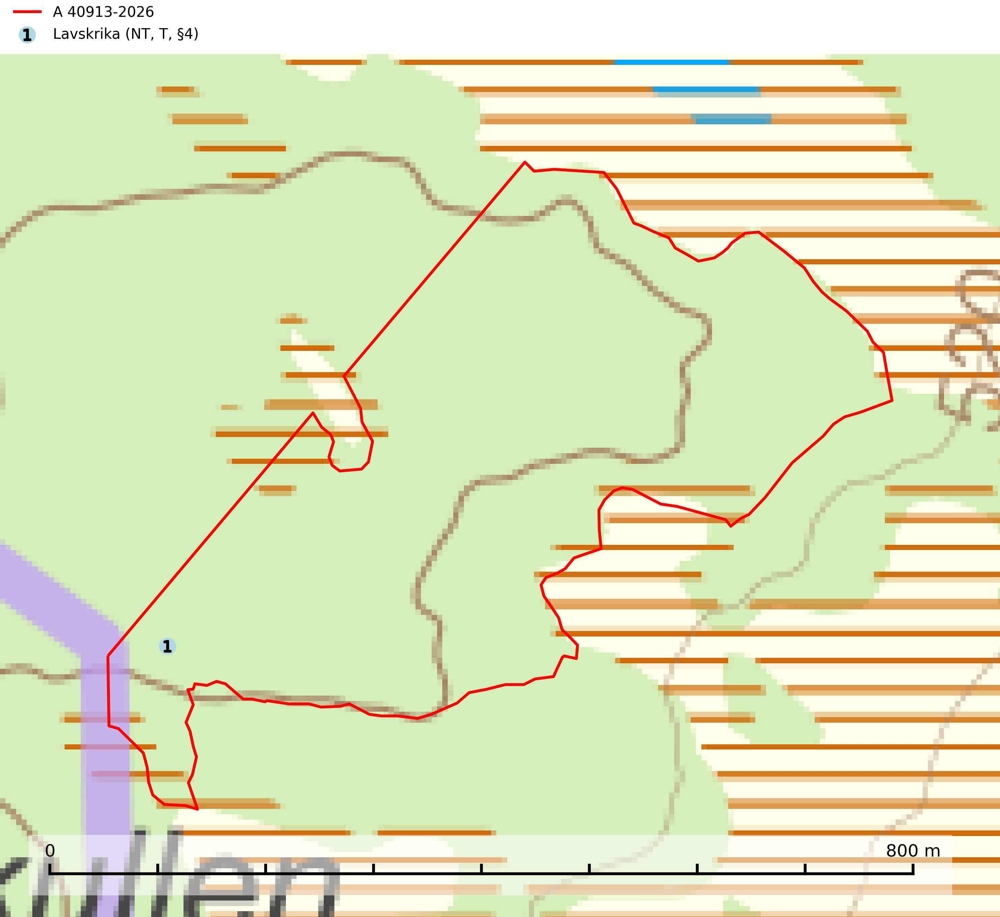 A 40913-2026
1 Lavskrika (NT, T, §4)
1
0 800 m